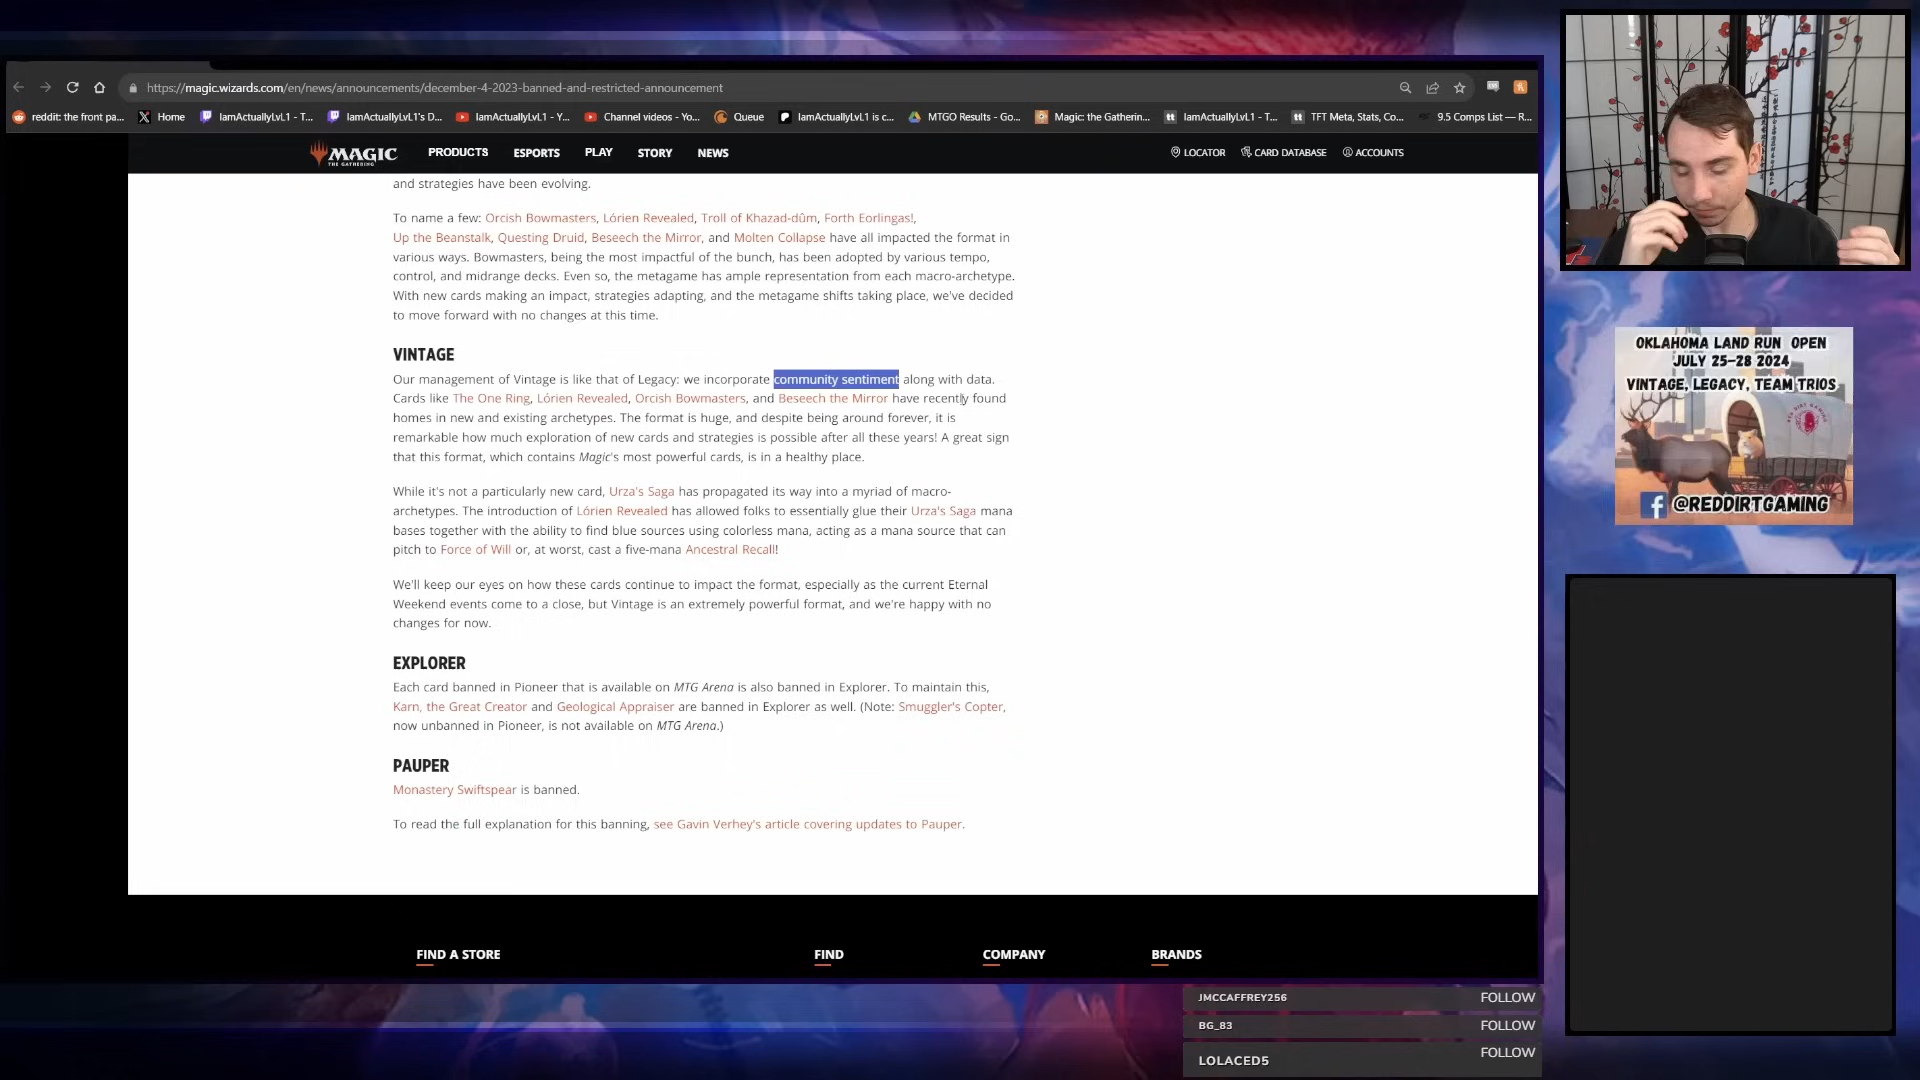 https://magic.wizards.com/en/news/announcements/december-4-2023-banned-and-restricted-announcement
reddit: the front pa... Home IamActuallyLvL1 - T... IamActuallyLvL1's D... IamActuallyLvL1 - Y... Channel videos - Yo... Queue IamActuallyLvL1 is c... MTGO Results - Go... Magic: the Gatherin... IamActuallyLvL1 - T... TFT Meta, Stats, Co... 9.5 Comps List — R...
MAGIC THE GATHERING PRODUCTS ESPORTS PLAY STORY NEWS LOCATOR CARD DATABASE ACCOUNTS
and strategies have been evolving.
To name a few: Orcish Bowmasters, Lórien Revealed, Troll of Khazad-dûm, Forth Eorlingas!,
Up the Beanstalk, Questing Druid, Beseech the Mirror, and Molten Collapse have all impacted the format in
various ways. Bowmasters, being the most impactful of the bunch, has been adopted by various tempo,
control, and midrange decks. Even so, the metagame has ample representation from each macro-archetype.
With new cards making an impact, strategies adapting, and the metagame shifts taking place, we've decided
to move forward with no changes at this time.
VINTAGE
Our management of Vintage is like that of Legacy: we incorporate community sentiment along with data.
Cards like The One Ring, Lórien Revealed, Orcish Bowmasters, and Beseech the Mirror have recently found
homes in new and existing archetypes. The format is huge, and despite being around forever, it is
remarkable how much exploration of new cards and strategies is possible after all these years! A great sign
that this format, which contains Magic's most powerful cards, is in a healthy place.
While it's not a particularly new card, Urza's Saga has propagated its way into a myriad of macro-
archetypes. The introduction of Lórien Revealed has allowed folks to essentially glue their Urza's Saga mana
bases together with the ability to find blue sources using colorless mana, acting as a mana source that can
pitch to Force of Will or, at worst, cast a five-mana Ancestral Recall!
We'll keep our eyes on how these cards continue to impact the format, especially as the current Eternal
Weekend events come to a close, but Vintage is an extremely powerful format, and we're happy with no
changes for now.
EXPLORER
Each card banned in Pioneer that is available on MTG Arena is also banned in Explorer. To maintain this,
Karn, the Great Creator and Geological Appraiser are banned in Explorer as well. (Note: Smuggler's Copter,
now unbanned in Pioneer, is not available on MTG Arena.)
PAUPER
Monastery Swiftspear is banned.
To read the full explanation for this banning, see Gavin Verhey's article covering updates to Pauper.
FIND A STORE FIND COMPANY BRANDS
OKLAHOMA LAND RUN OPEN
JULY 25-28 2024
VINTAGE, LEGACY, TEAM TRIOS
@REDDIRTGAMING
JMCCAFFREY256 FOLLOW
BG_83 FOLLOW
LOLACED5 FOLLOW